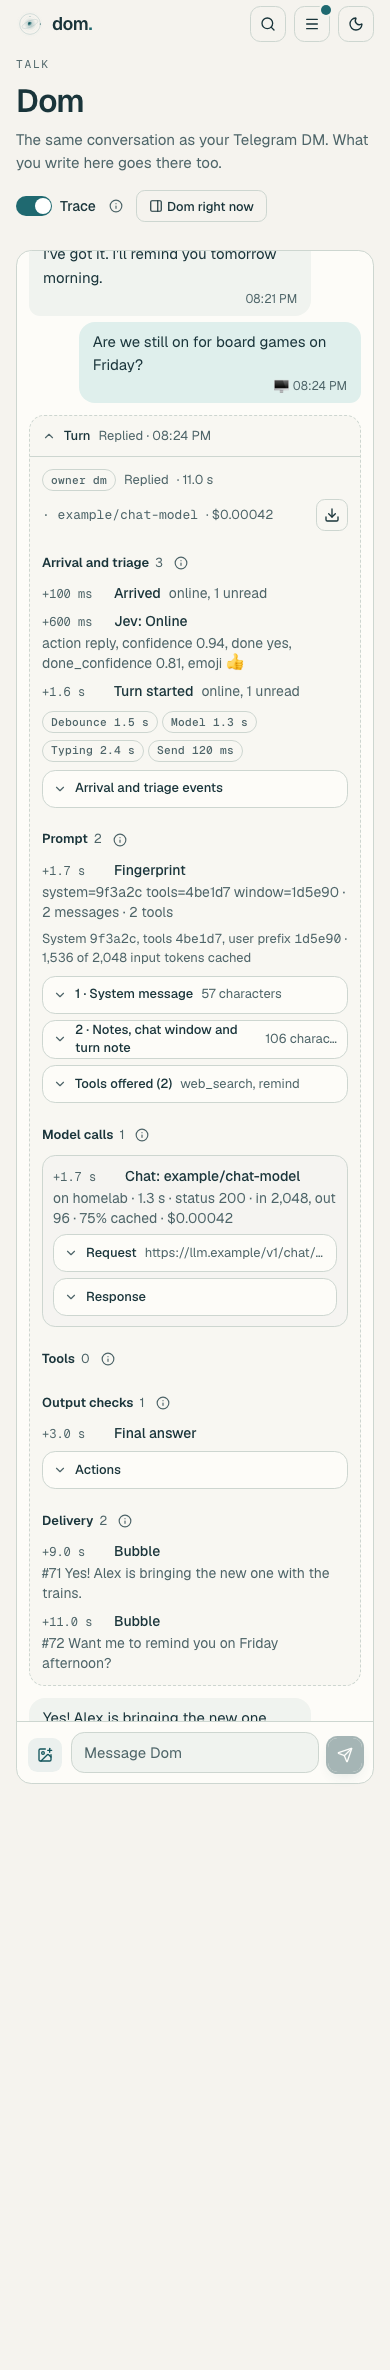 dom.
TALK
Dom
The same conversation as your Telegram DM. What
you write here goes there too.
Trace
Dom right now
I've got it. I'll remind you tomorrow
morning.
08:21 PM
Are we still on for board games on
Friday?
08:24 PM
Turn Replied · 08:24 PM
owner dm Replied · 11.0 s
· example/chat-model · $0.00042
Arrival and triage 3
+100 ms Arrived online, 1 unread
+600 ms Jev: Online
action reply, confidence 0.94, done yes,
done_confidence 0.81, emoji 👍
+1.6 s Turn started online, 1 unread
Debounce 1.5 s Model 1.3 s
Typing 2.4 s Send 120 ms
Arrival and triage events
Prompt 2
+1.7 s Fingerprint
system=9f3a2c tools=4be1d7 window=1d5e90 ·
2 messages · 2 tools
System 9f3a2c, tools 4be1d7, user prefix 1d5e90 ·
1,536 of 2,048 input tokens cached
1 · System message 57 characters
2 · Notes, chat window and
turn note 106 charac…
Tools offered (2) web_search, remind
Model calls 1
+1.7 s Chat: example/chat-model
on homelab · 1.3 s · status 200 · in 2,048, out
96 · 75% cached · $0.00042
Request https://llm.example/v1/chat/…
Response
Tools 0
Output checks 1
+3.0 s Final answer
Actions
Delivery 2
+9.0 s Bubble
#71 Yes! Alex is bringing the new one with the
trains.
+11.0 s Bubble
#72 Want me to remind you on Friday
afternoon?
Yes! Alex is bringing the new one
Message Dom